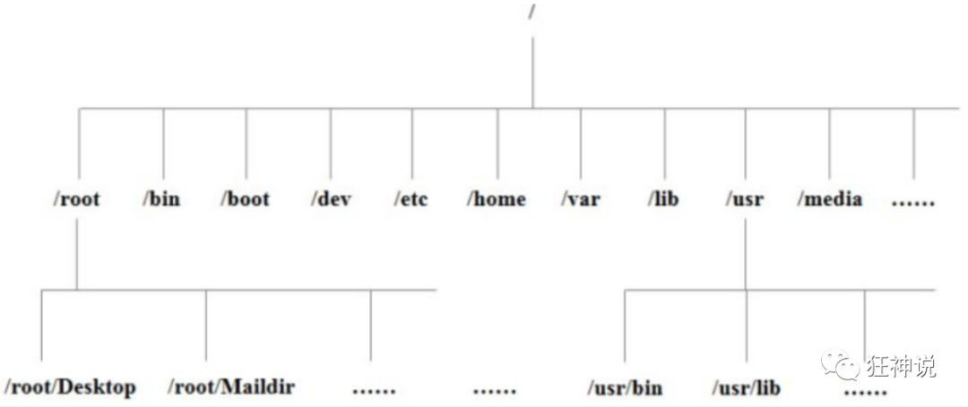 /
/root /bin /boot /dev /etc /home /var /lib /usr /media ……
/root/Desktop /root/Maildir …… …… /usr/bin /usr/lib ……
狂神说